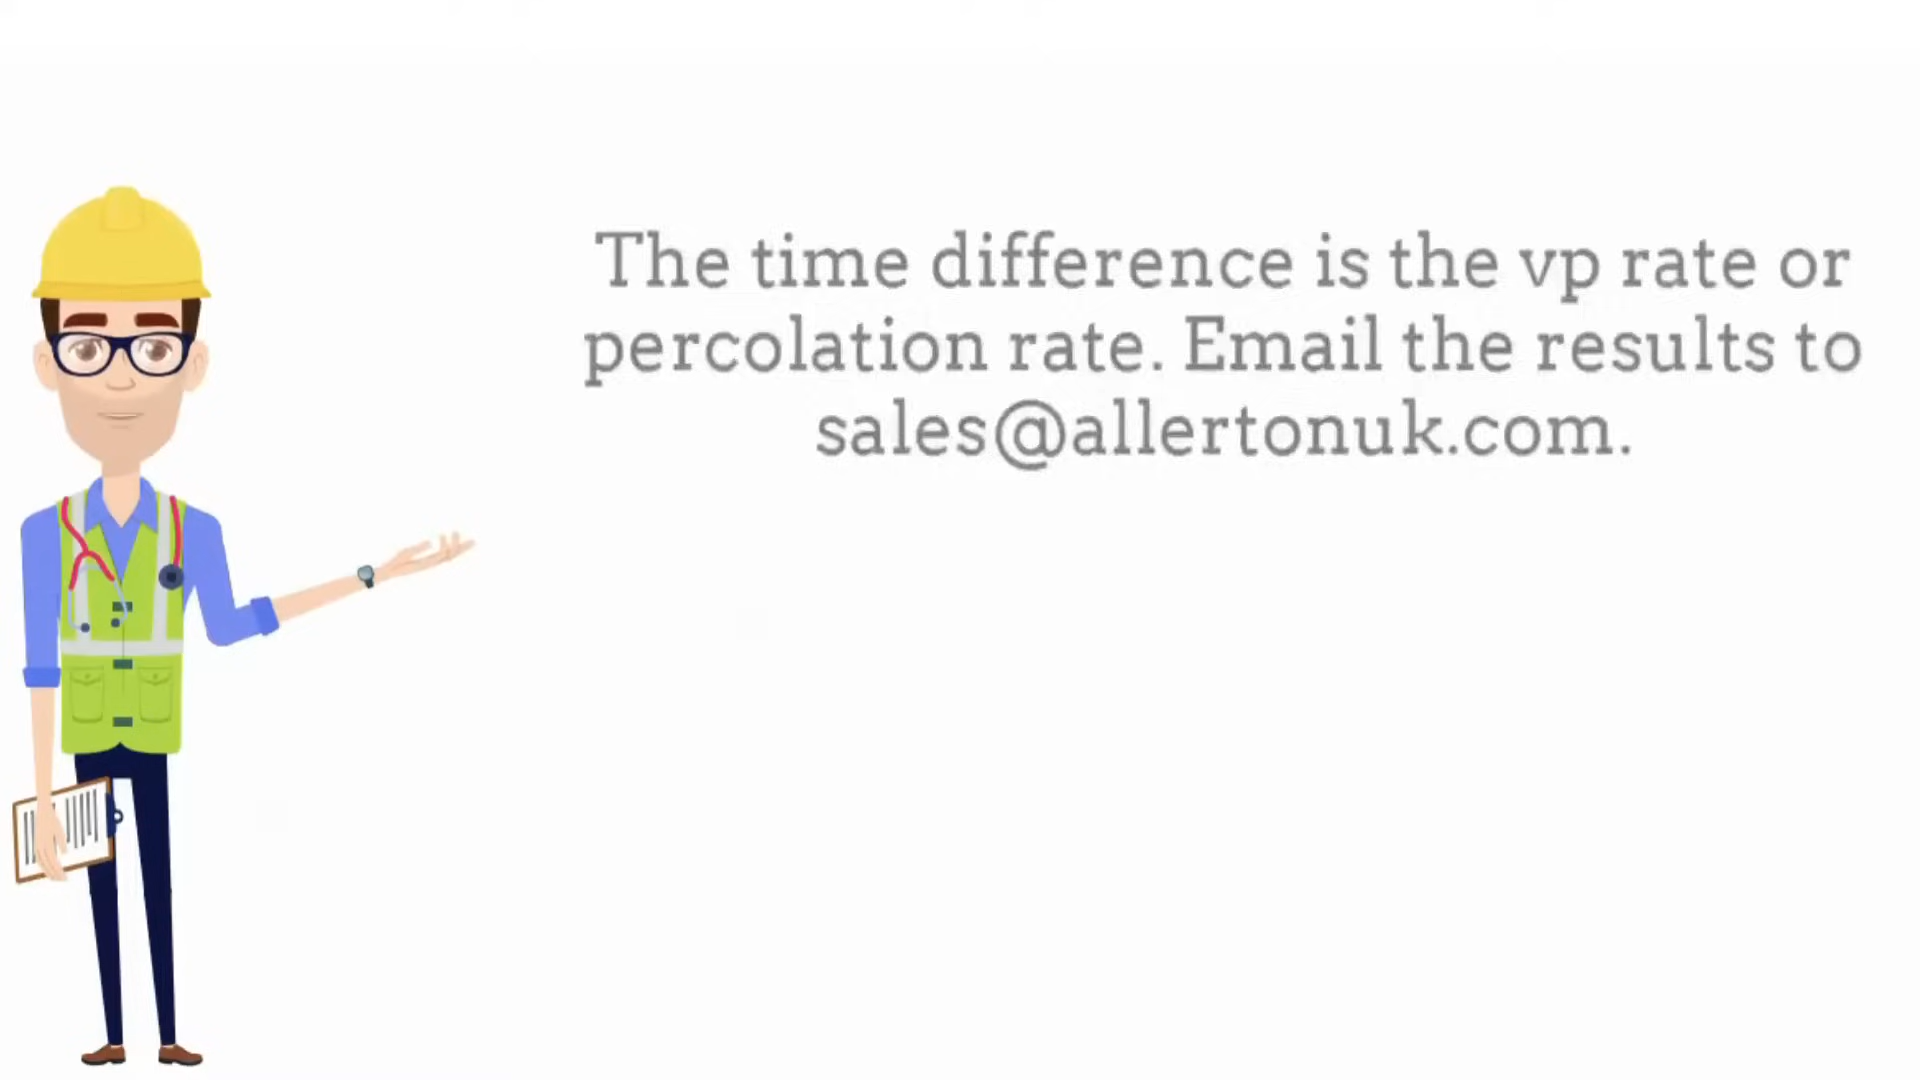 The time difference is the vp rate or
percolation rate. Email the results to
sales@allertonuk.com.